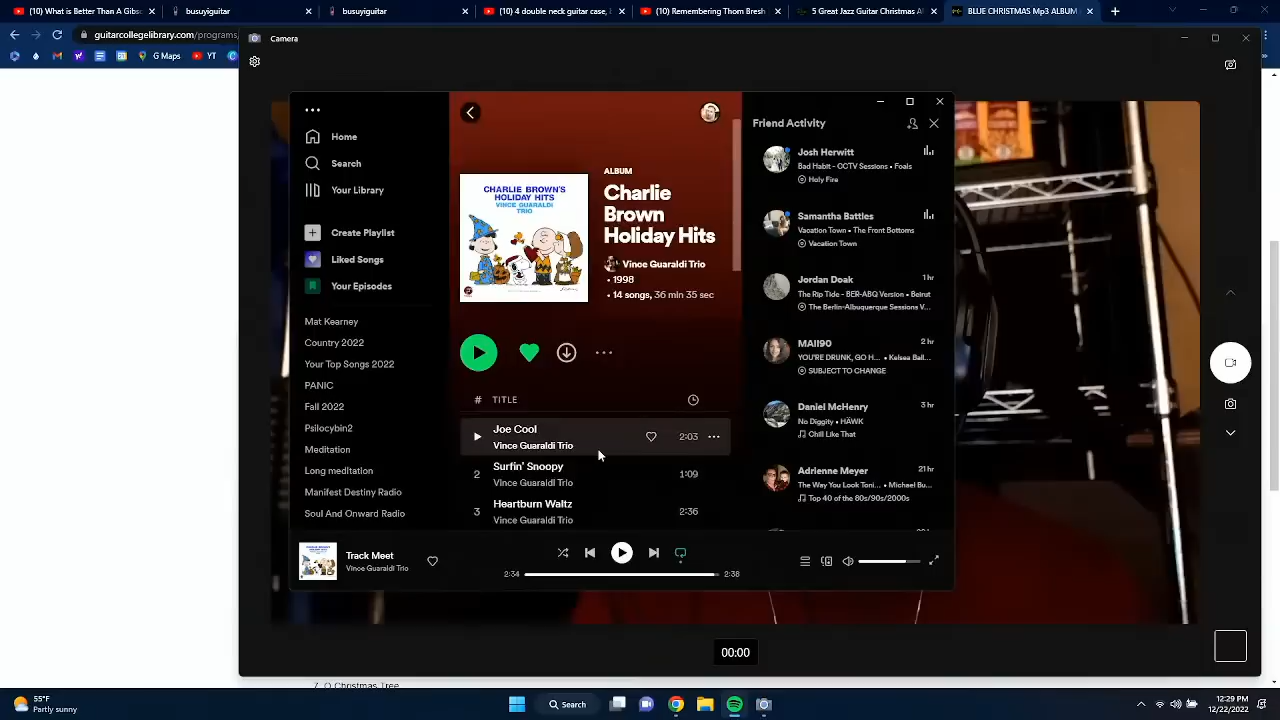 What is Better Than A Gibs
busuyiguitar
busuyiguitar
(10) 4 double neck guitar case,
(10) Remembering Thom Bresh
5 Great Jazz Guitar Christmas A
BLUE CHRISTMAS Mp3 ALBUM
guitarcollegelibrary.com/programs
G Maps
YT
Camera
Home
Search
Your Library
Create Playlist
Liked Songs
Your Episodes
Mat Kearney
Country 2022
Your Top Songs 2022
PANIC
Fall 2022
Psilocybin2
Meditation
Long meditation
Manifest Destiny Radio
Soul And Onward Radio
CHARLIE BROWN'S
HOLIDAY HITS
VINCE GUARALDI
TRIO
ALBUM
Charlie
Brown
Holiday Hits
Vince Guaraldi Trio
• 1998
• 14 songs, 36 min 35 sec
# TITLE
Joe Cool
Vince Guaraldi Trio
2:03
2 Surfin' Snoopy 1:09
Vince Guaraldi Trio
3 Heartburn Waltz 2:36
Vince Guaraldi Trio
Friend Activity
Josh Herwitt
Bad Habit - CCTV Sessions • Foals
Holy Fire
Samantha Battles
Vacation Town • The Front Bottoms
Vacation Town
Jordan Doak 1 hr
The Rip Tide - BER-ABQ Version • Beirut
The Berlin-Albuquerque Sessions V...
MAll90 2 hr
YOU'RE DRUNK, GO H... • Kelsea Ball...
SUBJECT TO CHANGE
Daniel McHenry 3 hr
No Diggity • HÄWK
Chill Like That
Adrienne Meyer 21 hr
The Way You Look Toni... • Michael Bu...
Top 40 of the 80s/90s/2000s
Track Meet
Vince Guaraldi Trio
2:34
2:38
00:00
7. O Christmas Tree
55°F
Partly sunny
Search
12:29 PM
12/22/2022